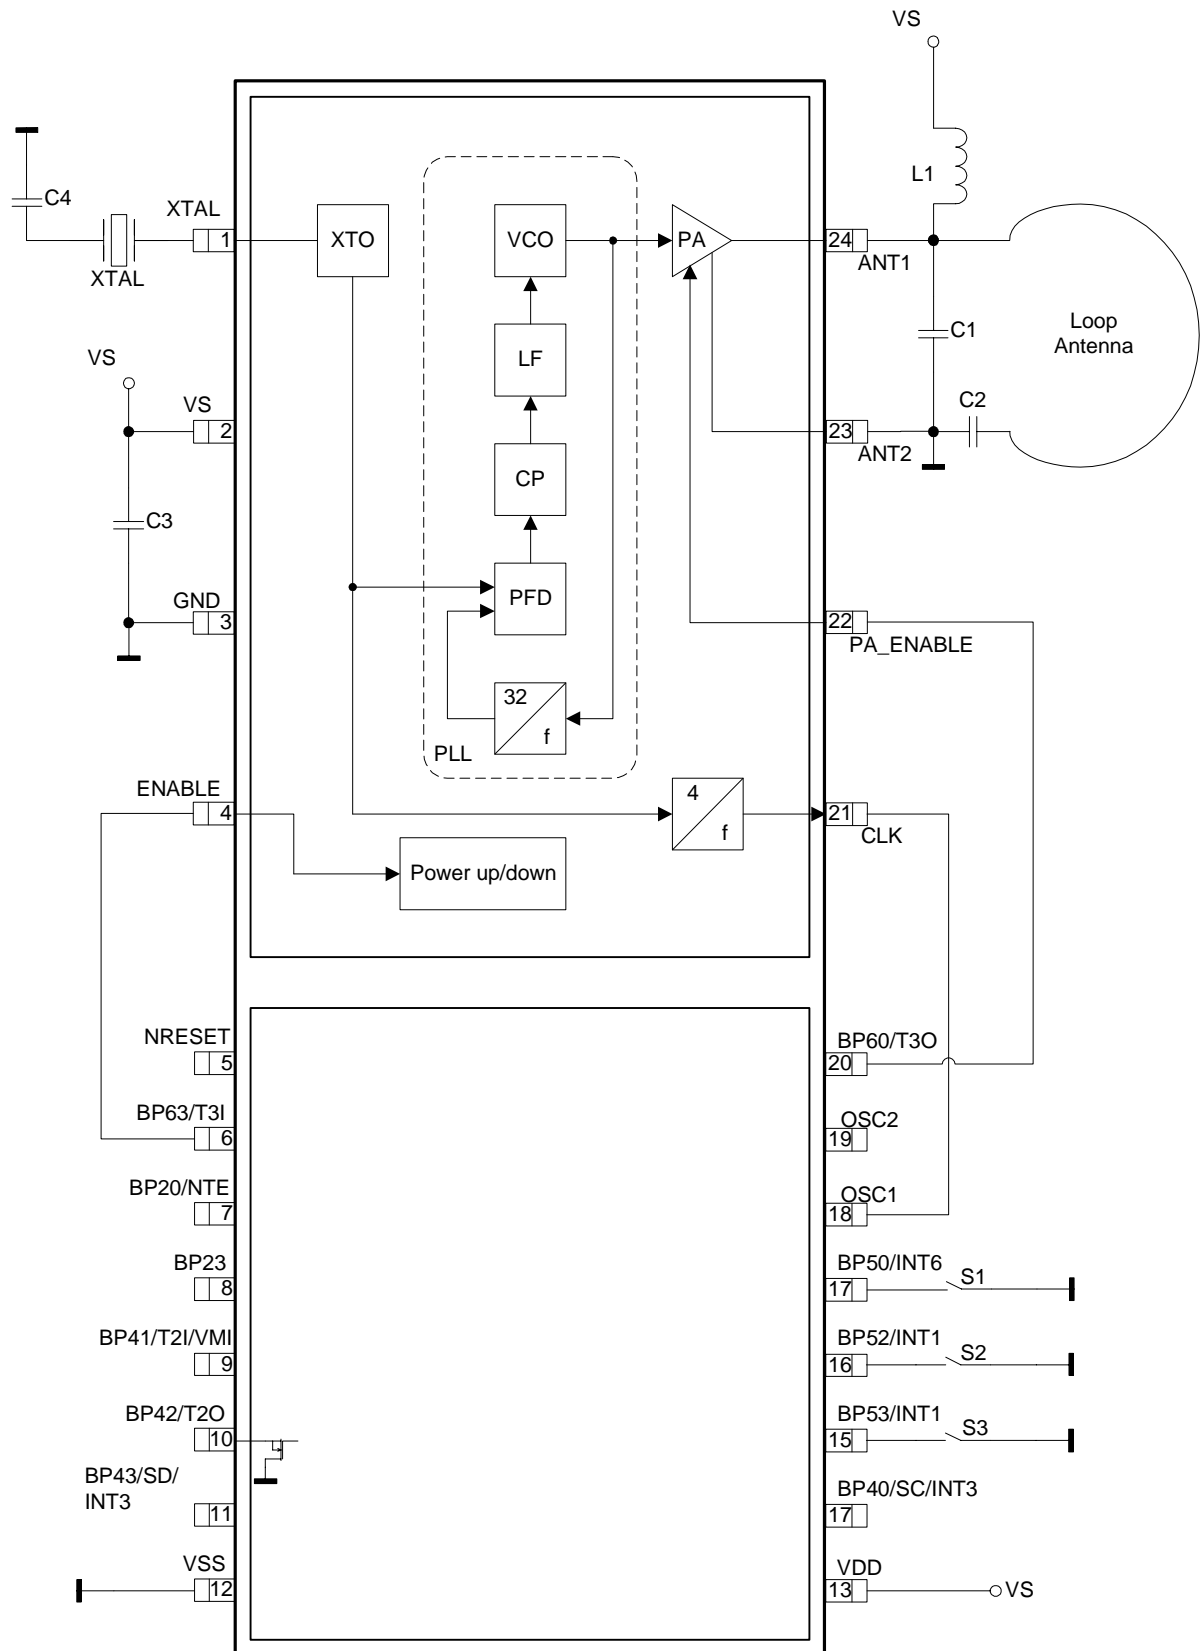 VS
L1
C4
XTAL
1
XTAL
XTO
VCO
PA
24
ANT1
C1
Loop
Antenna
VS
VS
2
LF
C2
23
ANT2
CP
C3
GND
3
PFD
22
PA_ENABLE
32
f
PLL
ENABLE
4
4
f
21
CLK
Power up/down
NRESET
5
BP60/T3O
20
BP63/T3I
6
OSC2
19
BP20/NTE
7
OSC1
18
BP23
8
BP50/INT6
17
S1
BP41/T2I/VMI
9
BP52/INT1
16
S2
BP42/T2O
10
BP53/INT1
15
S3
BP43/SD/
INT3
11
BP40/SC/INT3
17
VSS
12
VDD
13
VS